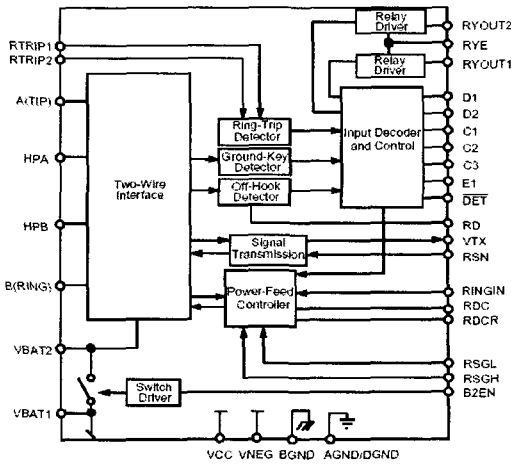 Relay
Driver
RYOUT2
RYE
Relay
Driver
RYOUT1
RTRIP1
RTRIP2
A(TIP)
HPA
HPB
B(RING)
VBAT2
VBAT1
Two-Wire
Interface
Ring-Trip
Detector
Ground-Key
Detector
Off-Hook
Detector
Signal
Transmission
Power-Feed
Controller
Input Decoder
and Control
Switch
Driver
D1
D2
C1
C2
C3
E1
DET
RD
VTX
RSN
RINGIN
RDC
RDCR
RSGL
RSGH
B2EN
VCC VNEG BGND AGND/DGND